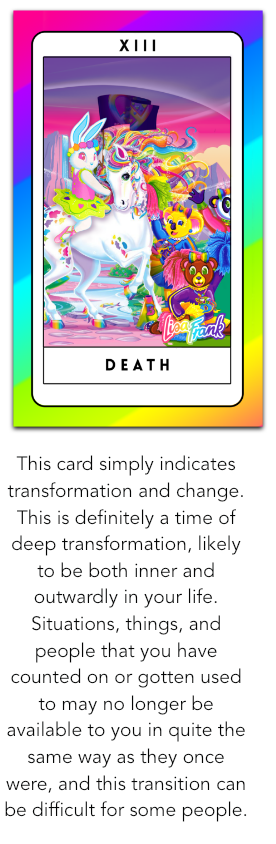 XIII
Lisa Frank
DEATH
This card simply indicates
transformation and change.
This is definitely a time of
deep transformation, likely
to be both inner and
outwardly in your life.
Situations, things, and
people that you have
counted on or gotten used
to may no longer be
available to you in quite the
same way as they once
were, and this transition can
be difficult for some people.